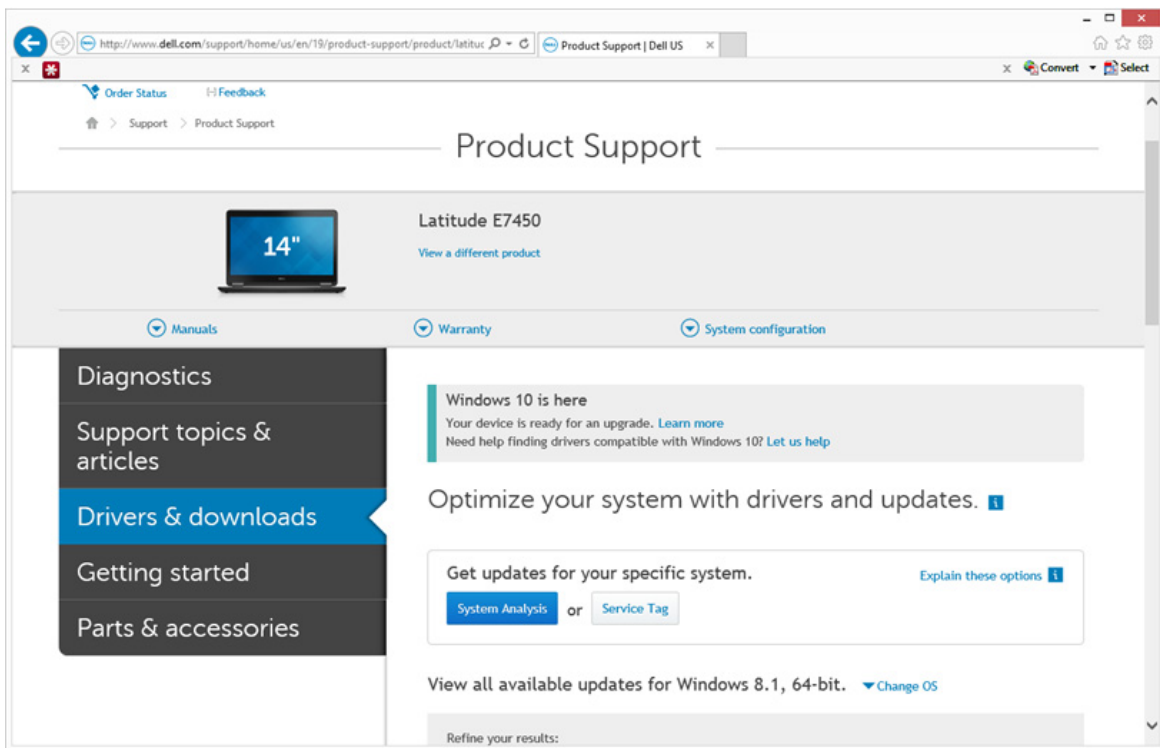 http://www.dell.com/support/home/us/en/19/product-support/product/latituc
Product Support | Dell US
Convert
Select
Order Status
Feedback
Support > Product Support
Product Support
14"
Latitude E7450
View a different product
Manuals
Warranty
System configuration
Diagnostics
Support topics &
articles
Drivers & downloads
Getting started
Parts & accessories
Windows 10 is here
Your device is ready for an upgrade. Learn more
Need help finding drivers compatible with Windows 10? Let us help
Optimize your system with drivers and updates.
Get updates for your specific system.
Explain these options
System Analysis or Service Tag
View all available updates for Windows 8.1, 64-bit. Change OS
Refine your results: